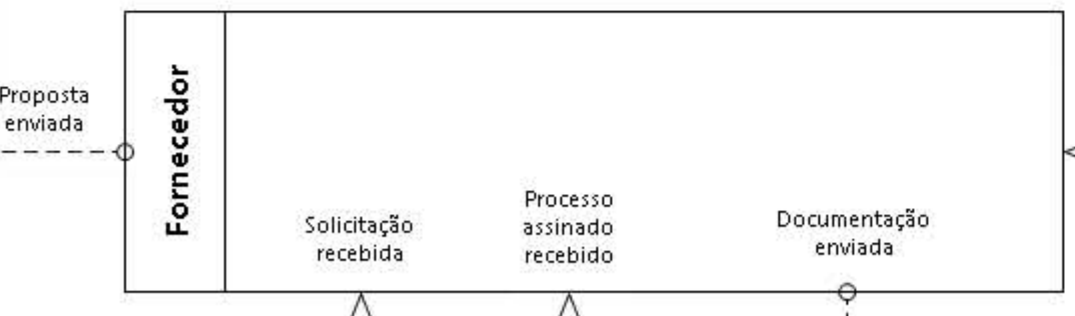 Proposta
enviada
Fornecedor
Solicitação
recebida
Processo
assinado
recebido
Documentação
enviada